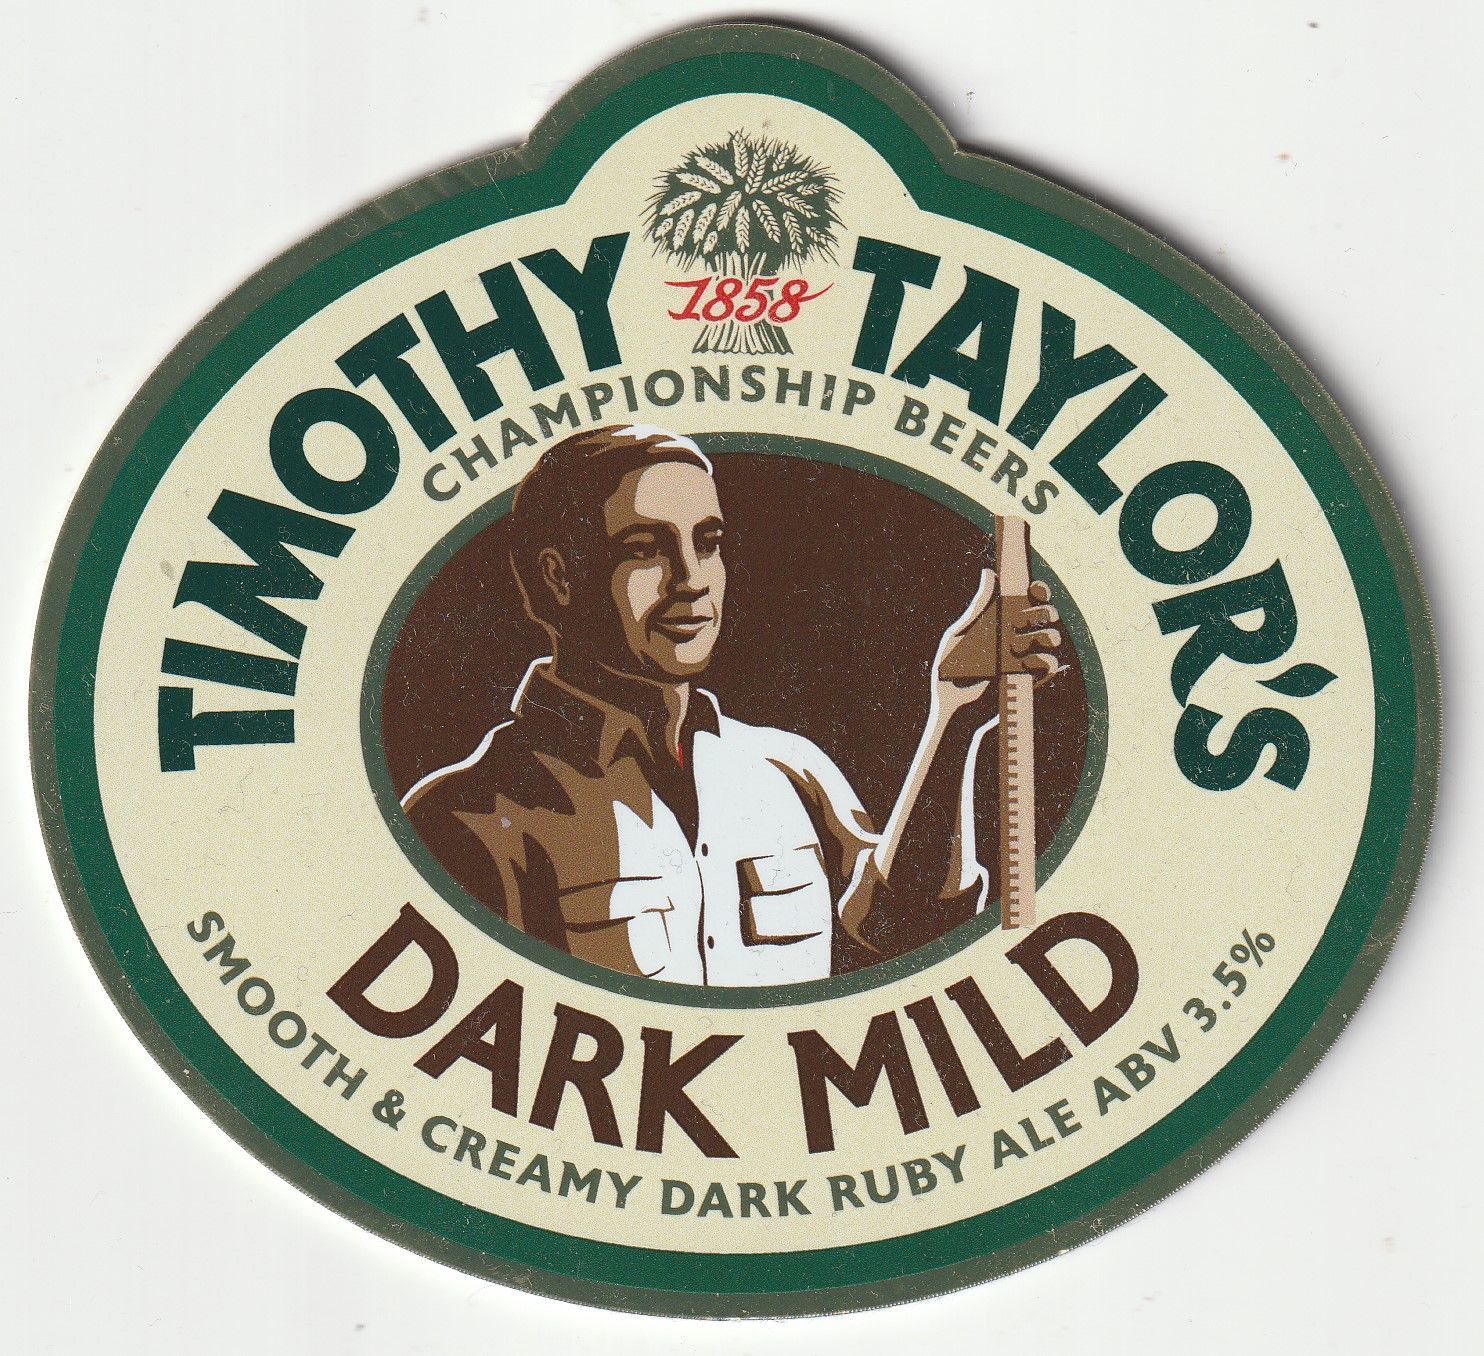 TIMOTHY TAYLOR'S
1858
CHAMPIONSHIP BEERS
DARK MILD
SMOOTH & CREAMY DARK RUBY ALE ABV 3.5%